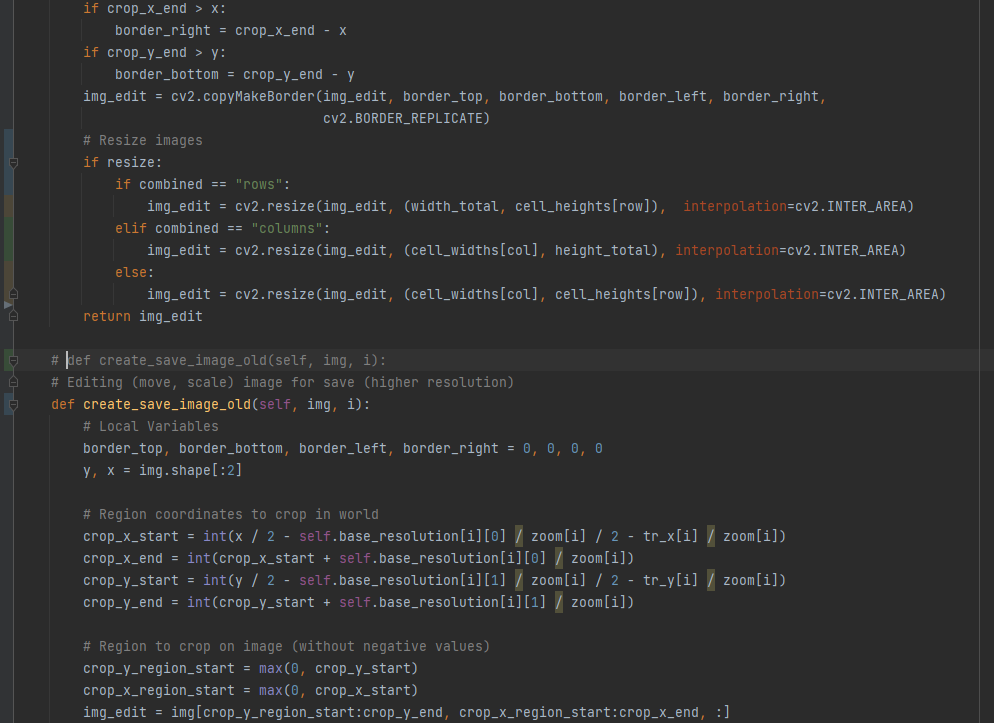 if crop_x_end > x:
border_right = crop_x_end - x
if crop_y_end > y:
border_bottom = crop_y_end - y
img_edit = cv2.copyMakeBorder(img_edit, border_top, border_bottom, border_left, border_right,
cv2.BORDER_REPLICATE)
# Resize images
if resize:
if combined == "rows":
img_edit = cv2.resize(img_edit, (width_total, cell_heights[row]),  interpolation=cv2.INTER_AREA)
elif combined == "columns":
img_edit = cv2.resize(img_edit, (cell_widths[col], height_total), interpolation=cv2.INTER_AREA)
else:
img_edit = cv2.resize(img_edit, (cell_widths[col], cell_heights[row]), interpolation=cv2.INTER_AREA)
return img_edit
# def create_save_image_old(self, img, i):
# Editing (move, scale) image for save (higher resolution)
def create_save_image_old(self, img, i):
# Local Variables
border_top, border_bottom, border_left, border_right = 0, 0, 0, 0
y, x = img.shape[:2]
# Region coordinates to crop in world
crop_x_start = int(x / 2 - self.base_resolution[i][0] / zoom[i] / 2 - tr_x[i] / zoom[i])
crop_x_end = int(crop_x_start + self.base_resolution[i][0] / zoom[i])
crop_y_start = int(y / 2 - self.base_resolution[i][1] / zoom[i] / 2 - tr_y[i] / zoom[i])
crop_y_end = int(crop_y_start + self.base_resolution[i][1] / zoom[i])
# Region to crop on image (without negative values)
crop_y_region_start = max(0, crop_y_start)
crop_x_region_start = max(0, crop_x_start)
img_edit = img[crop_y_region_start:crop_y_end, crop_x_region_start:crop_x_end, :]